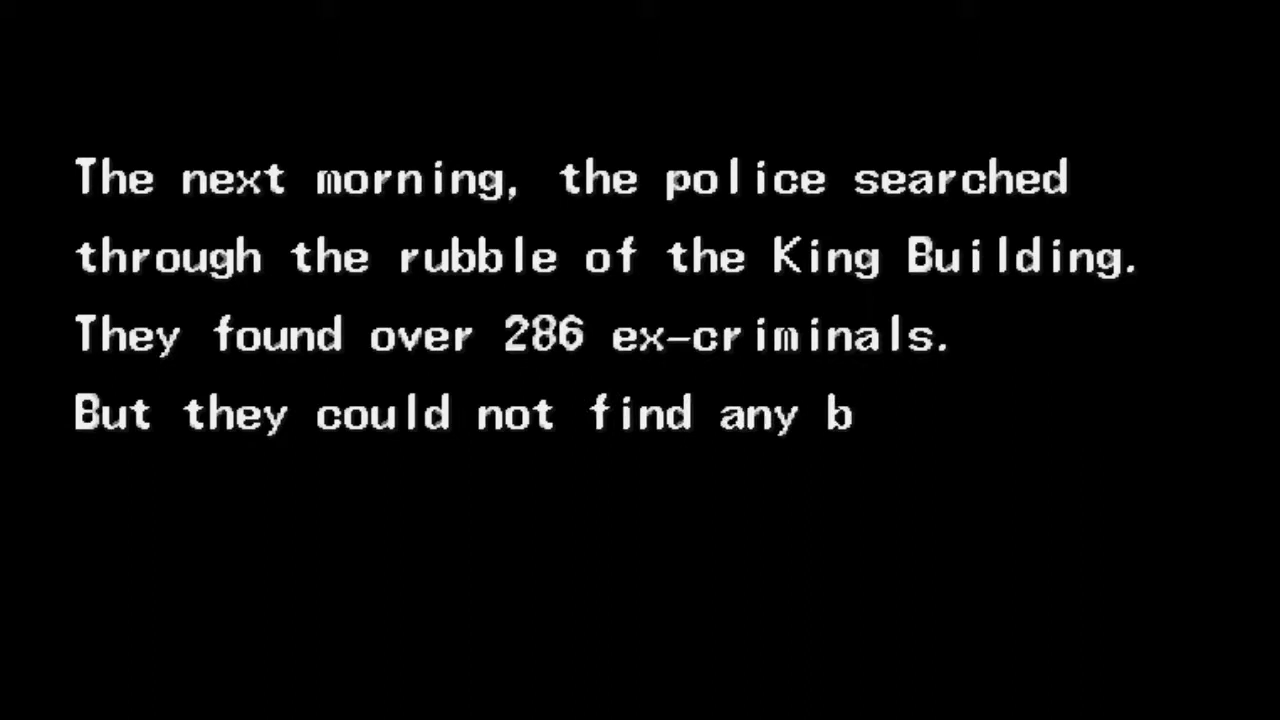 The next morning, the police searched
through the rubble of the King Building.
They found over 286 ex-criminals.
But they could not find any b